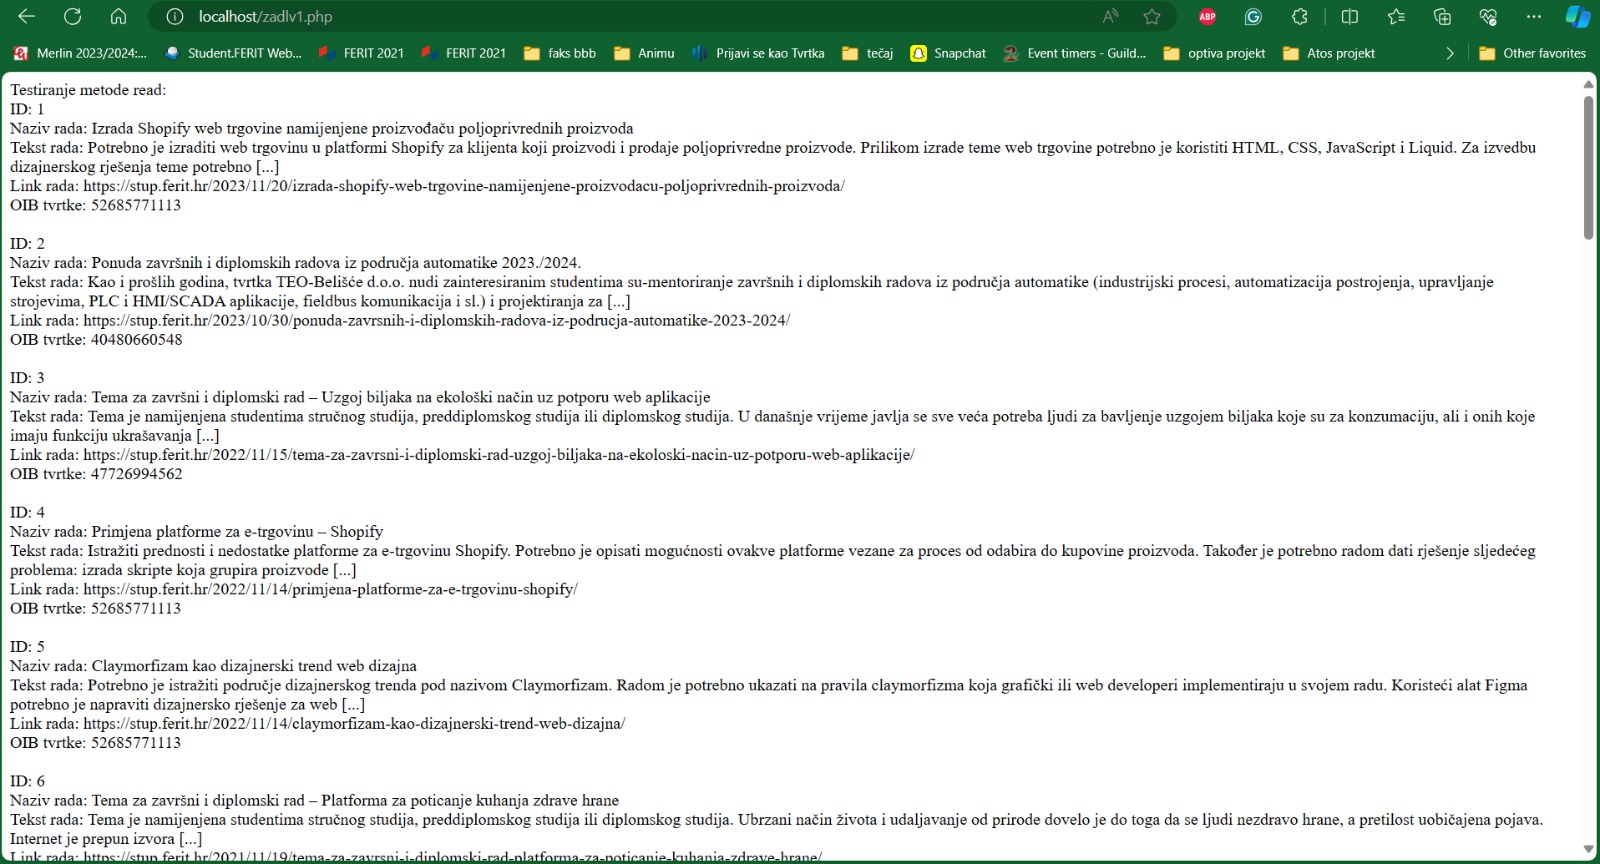 localhost/zadlv1.php
ABP
Merlin 2023/2024:...
Student.FERIT Web...
FERIT 2021
FERIT 2021
faks bbb
Animu
Prijavi se kao Tvrtka
tečaj
Snapchat
Event timers - Guild...
optiva projekt
Atos projekt
Other favorites
Testiranje metode read:
ID: 1
Naziv rada: Izrada Shopify web trgovine namijenjene proizvođaču poljoprivrednih proizvoda
Tekst rada: Potrebno je izraditi web trgovinu u platformi Shopify za klijenta koji proizvodi i prodaje poljoprivredne proizvode. Prilikom izrade teme web trgovine potrebno je koristiti HTML, CSS, JavaScript i Liquid. Za izvedbu
dizajnerskog rješenja teme potrebno [...]
Link rada: https://stup.ferit.hr/2023/11/20/izrada-shopify-web-trgovine-namijenjene-proizvodacu-poljoprivrednih-proizvoda/
OIB tvrtke: 52685771113
ID: 2
Naziv rada: Ponuda završnih i diplomskih radova iz područja automatike 2023./2024.
Tekst rada: Kao i prošlih godina, tvrtka TEO-Belišće d.o.o. nudi zainteresiranim studentima su-mentoriranje završnih i diplomskih radova iz područja automatike (industrijski procesi, automatizacija postrojenja, upravljanje
strojevima, PLC i HMI/SCADA aplikacije, fieldbus komunikacija i sl.) i projektiranja za [...]
Link rada: https://stup.ferit.hr/2023/10/30/ponuda-zavrsnih-i-diplomskih-radova-iz-podrucja-automatike-2023-2024/
OIB tvrtke: 40480660548
ID: 3
Naziv rada: Tema za završni i diplomski rad – Uzgoj biljaka na ekološki način uz potporu web aplikacije
Tekst rada: Tema je namijenjena studentima stručnog studija, preddiplomskog studija ili diplomskog studija. U današnje vrijeme javlja se sve veća potreba ljudi za bavljenje uzgojem biljaka koje su za konzumaciju, ali i onih koje
imaju funkciju ukrašavanja [...]
Link rada: https://stup.ferit.hr/2022/11/15/tema-za-zavrsni-i-diplomski-rad-uzgoj-biljaka-na-ekoloski-nacin-uz-potporu-web-aplikacije/
OIB tvrtke: 47726994562
ID: 4
Naziv rada: Primjena platforme za e-trgovinu – Shopify
Tekst rada: Istražiti prednosti i nedostatke platforme za e-trgovinu Shopify. Potrebno je opisati mogućnosti ovakve platforme vezane za proces od odabira do kupovine proizvoda. Također je potrebno radom dati rješenje sljedećeg
problema: izrada skripte koja grupira proizvode [...]
Link rada: https://stup.ferit.hr/2022/11/14/primjena-platforme-za-e-trgovinu-shopify/
OIB tvrtke: 52685771113
ID: 5
Naziv rada: Claymorfizam kao dizajnerski trend web dizajna
Tekst rada: Potrebno je istražiti područje dizajnerskog trenda pod nazivom Claymorfizam. Radom je potrebno ukazati na pravila claymorfizma koja grafički ili web developeri implementiraju u svojem radu. Koristeći alat Figma
potrebno je napraviti dizajnersko rješenje za web [...]
Link rada: https://stup.ferit.hr/2022/11/14/claymorfizam-kao-dizajnerski-trend-web-dizajna/
OIB tvrtke: 52685771113
ID: 6
Naziv rada: Tema za završni i diplomski rad – Platforma za poticanje kuhanja zdrave hrane
Tekst rada: Tema je namijenjena studentima stručnog studija, preddiplomskog studija ili diplomskog studija. Ubrzani način života i udaljavanje od prirode dovelo je do toga da se ljudi nezdravo hrane, a pretilost uobičajena pojava.
Internet je prepun izvora [...]
Link rada: https://stup.ferit.hr/2021/11/19/tema-za-zavrsni-i-diplomski-rad-platforma-za-poticanje-kuhanja-zdrave-hrane/